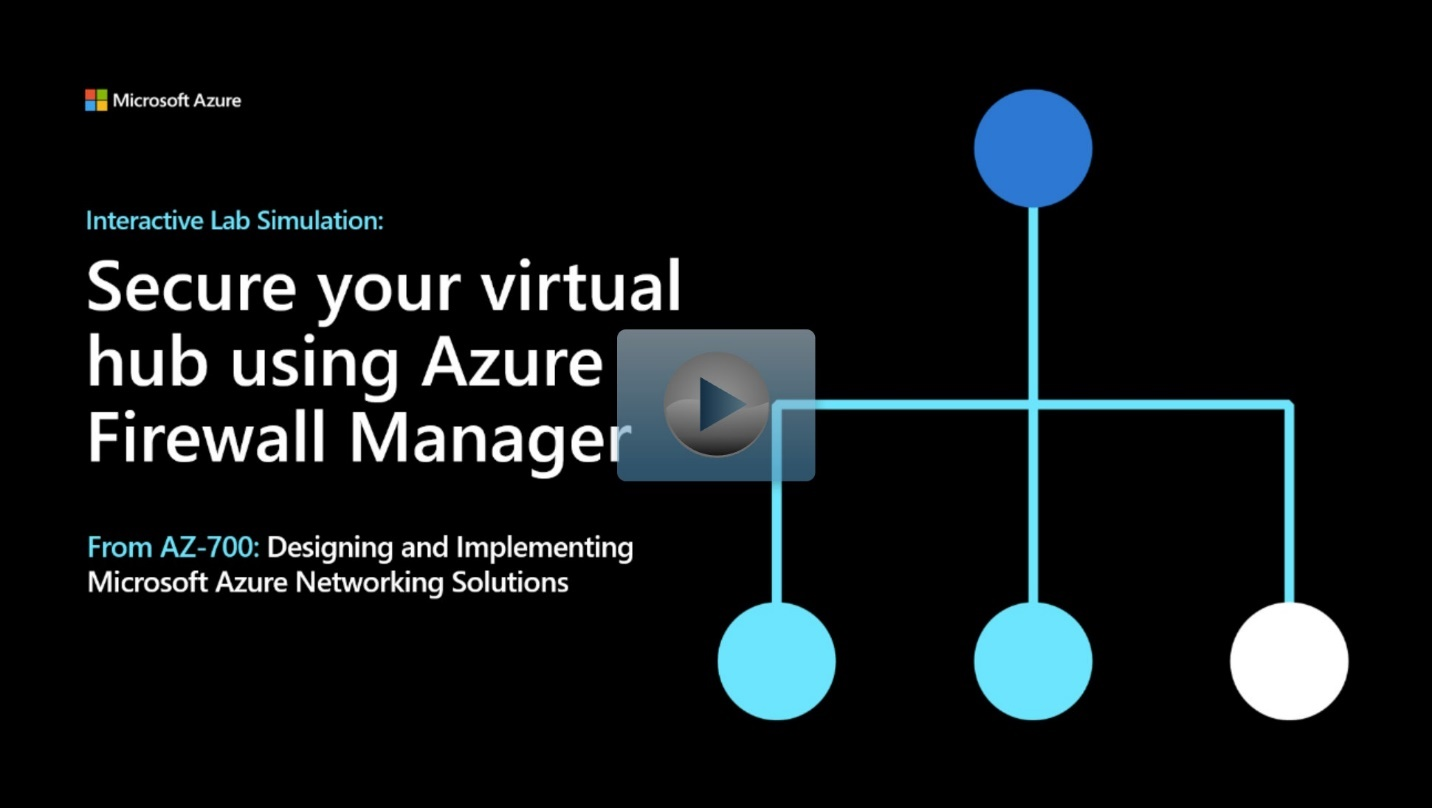 Microsoft Azure
Interactive Lab Simulation:
Secure your virtual
hub using Azure
Firewall Manager
From AZ-700: Designing and Implementing
Microsoft Azure Networking Solutions